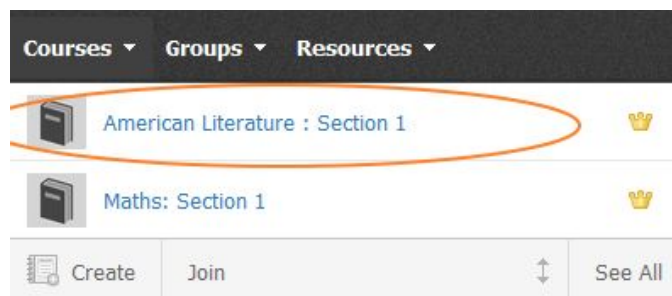 Courses Groups Resources
American Literature : Section 1
Maths: Section 1
Create Join See All